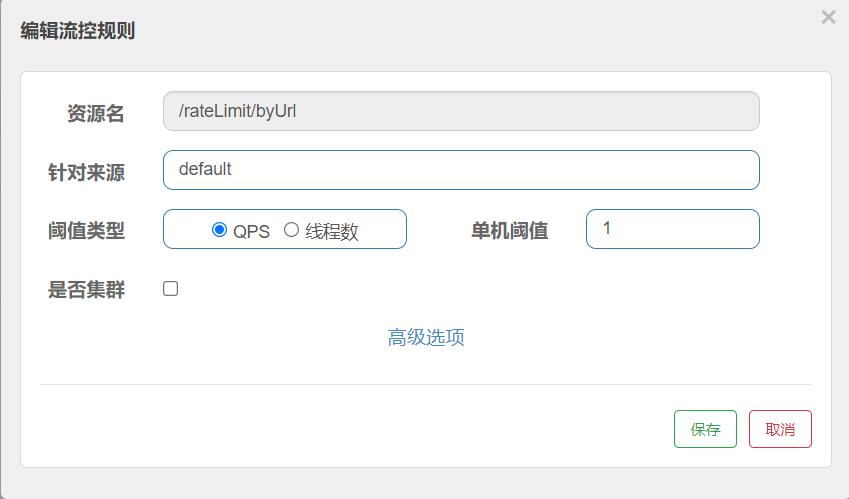 编辑流控规则 ×
资源名 /rateLimit/byUrl
针对来源 default
阈值类型 QPS 线程数 单机阈值 1
是否集群
高级选项
保存 取消